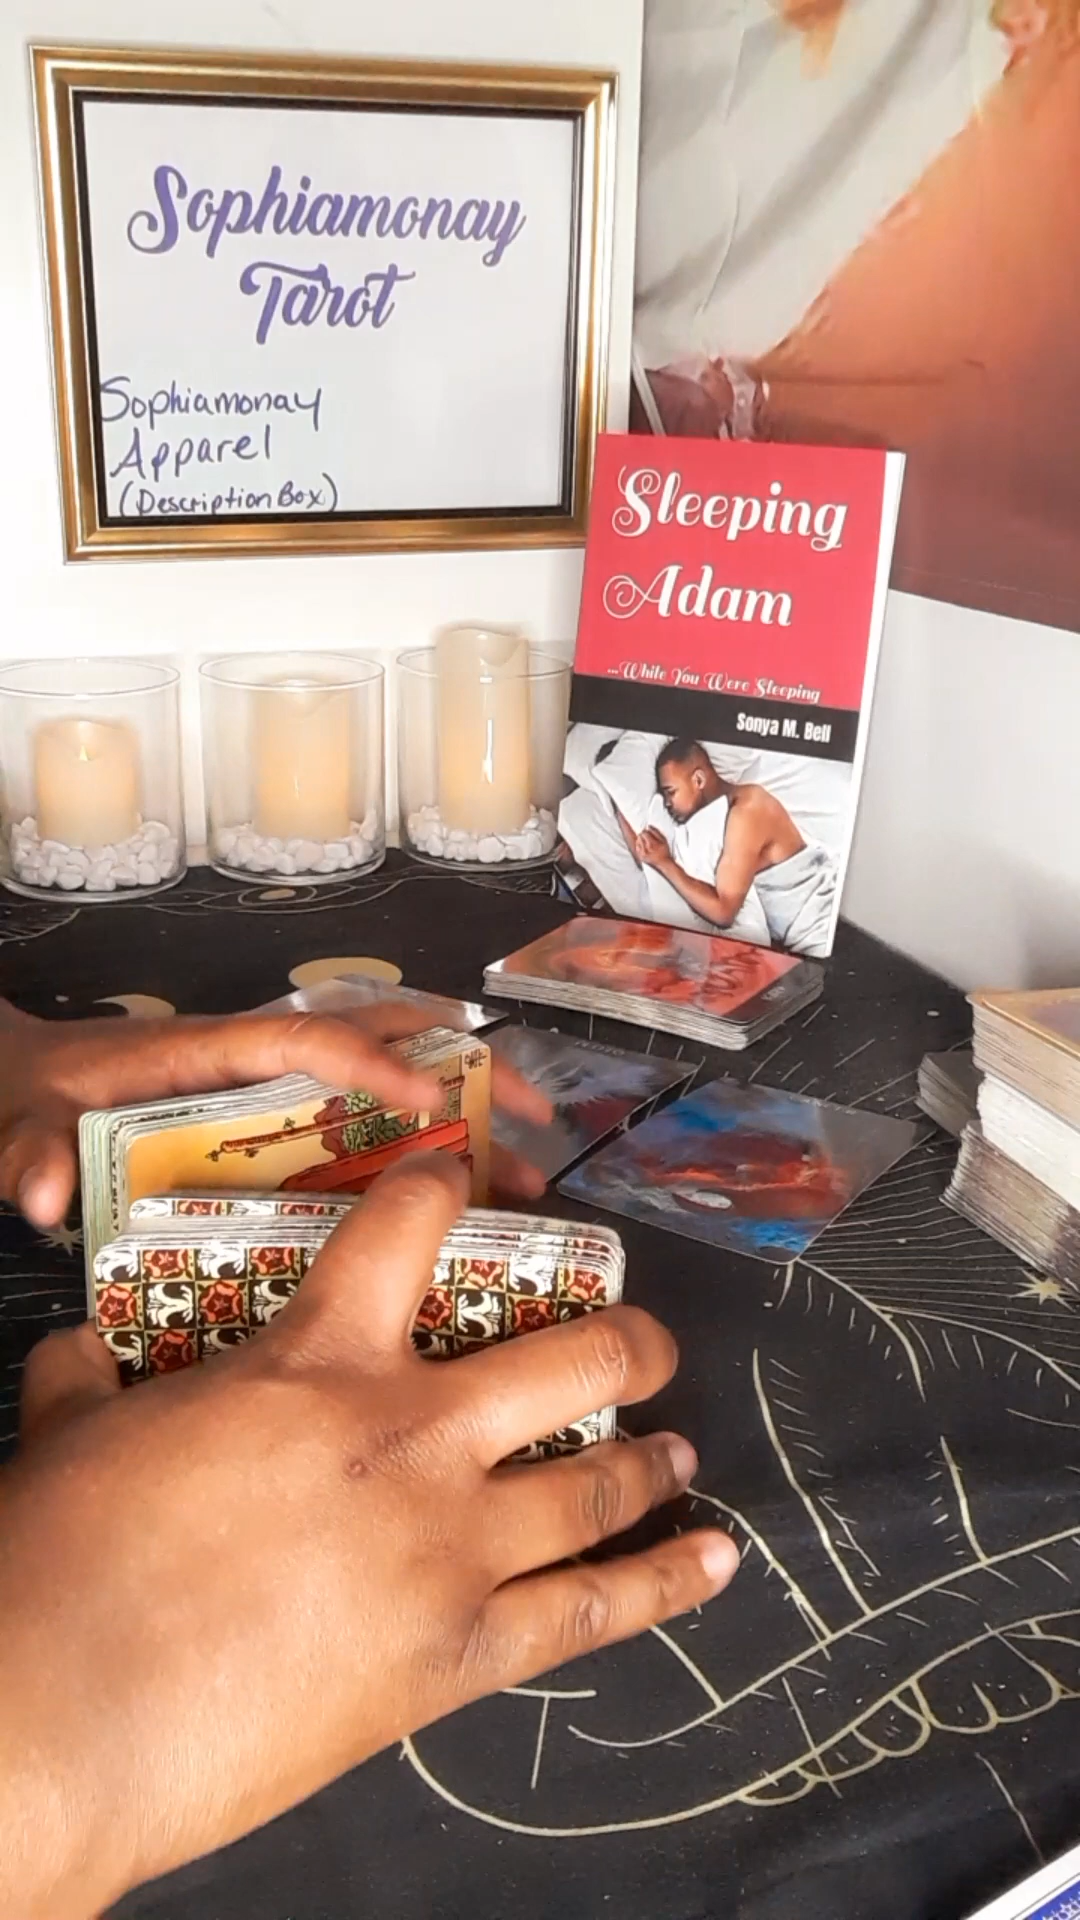 Sophiamonay
Tarot
Sophiamonay
Apparel
(Description Box)
Sleeping
Adam
...While You Were Sleeping
Sonya M. Bell